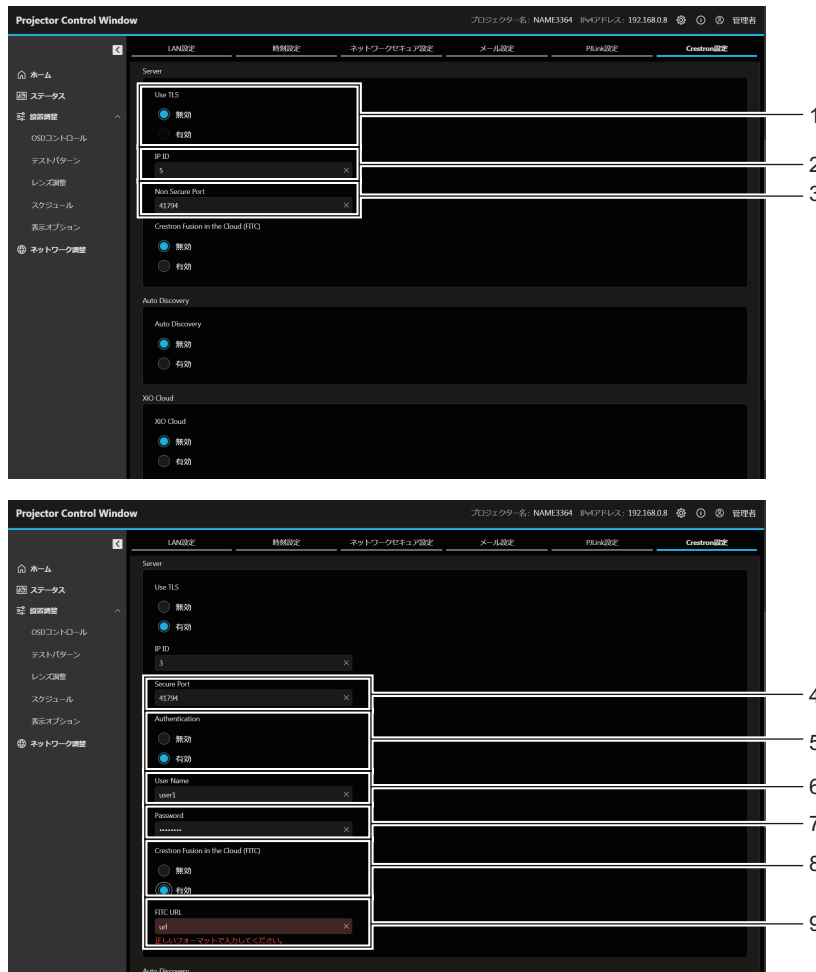 Projector Control Window
プロジェクター名: NAME3364 IPv4アドレス: 192.168.0.8 管理者
LAN設定 時刻設定 ネットワークセキュア設定 メール設定 PJLink設定 Crestron設定
ホーム
ステータス
設置調整
OSDコントロール
テストパターン
レンズ調整
スケジュール
表示オプション
ネットワーク調整
Server
Use TLS
無効
有効
1
IP ID
5
2
Non Secure Port
41794
3
Crestron Fusion in the Cloud (FITC)
無効
有効
Auto Discovery
Auto Discovery
無効
有効
XiO Cloud
XiO Cloud
無効
有効
Projector Control Window
プロジェクター名: NAME3364 IPv4アドレス: 192.168.0.8 管理者
LAN設定 時刻設定 ネットワークセキュア設定 メール設定 PJLink設定 Crestron設定
ホーム
ステータス
設置調整
OSDコントロール
テストパターン
レンズ調整
スケジュール
表示オプション
ネットワーク調整
Server
Use TLS
無効
有効
IP ID
3
Secure Port
41794
4
Authentication
無効
有効
5
User Name
user1
6
Password
••••••••
7
Crestron Fusion in the Cloud (FITC)
無効
有効
8
FITC URL
url
正しいフォーマットで入力してください。
9
Auto Discovery